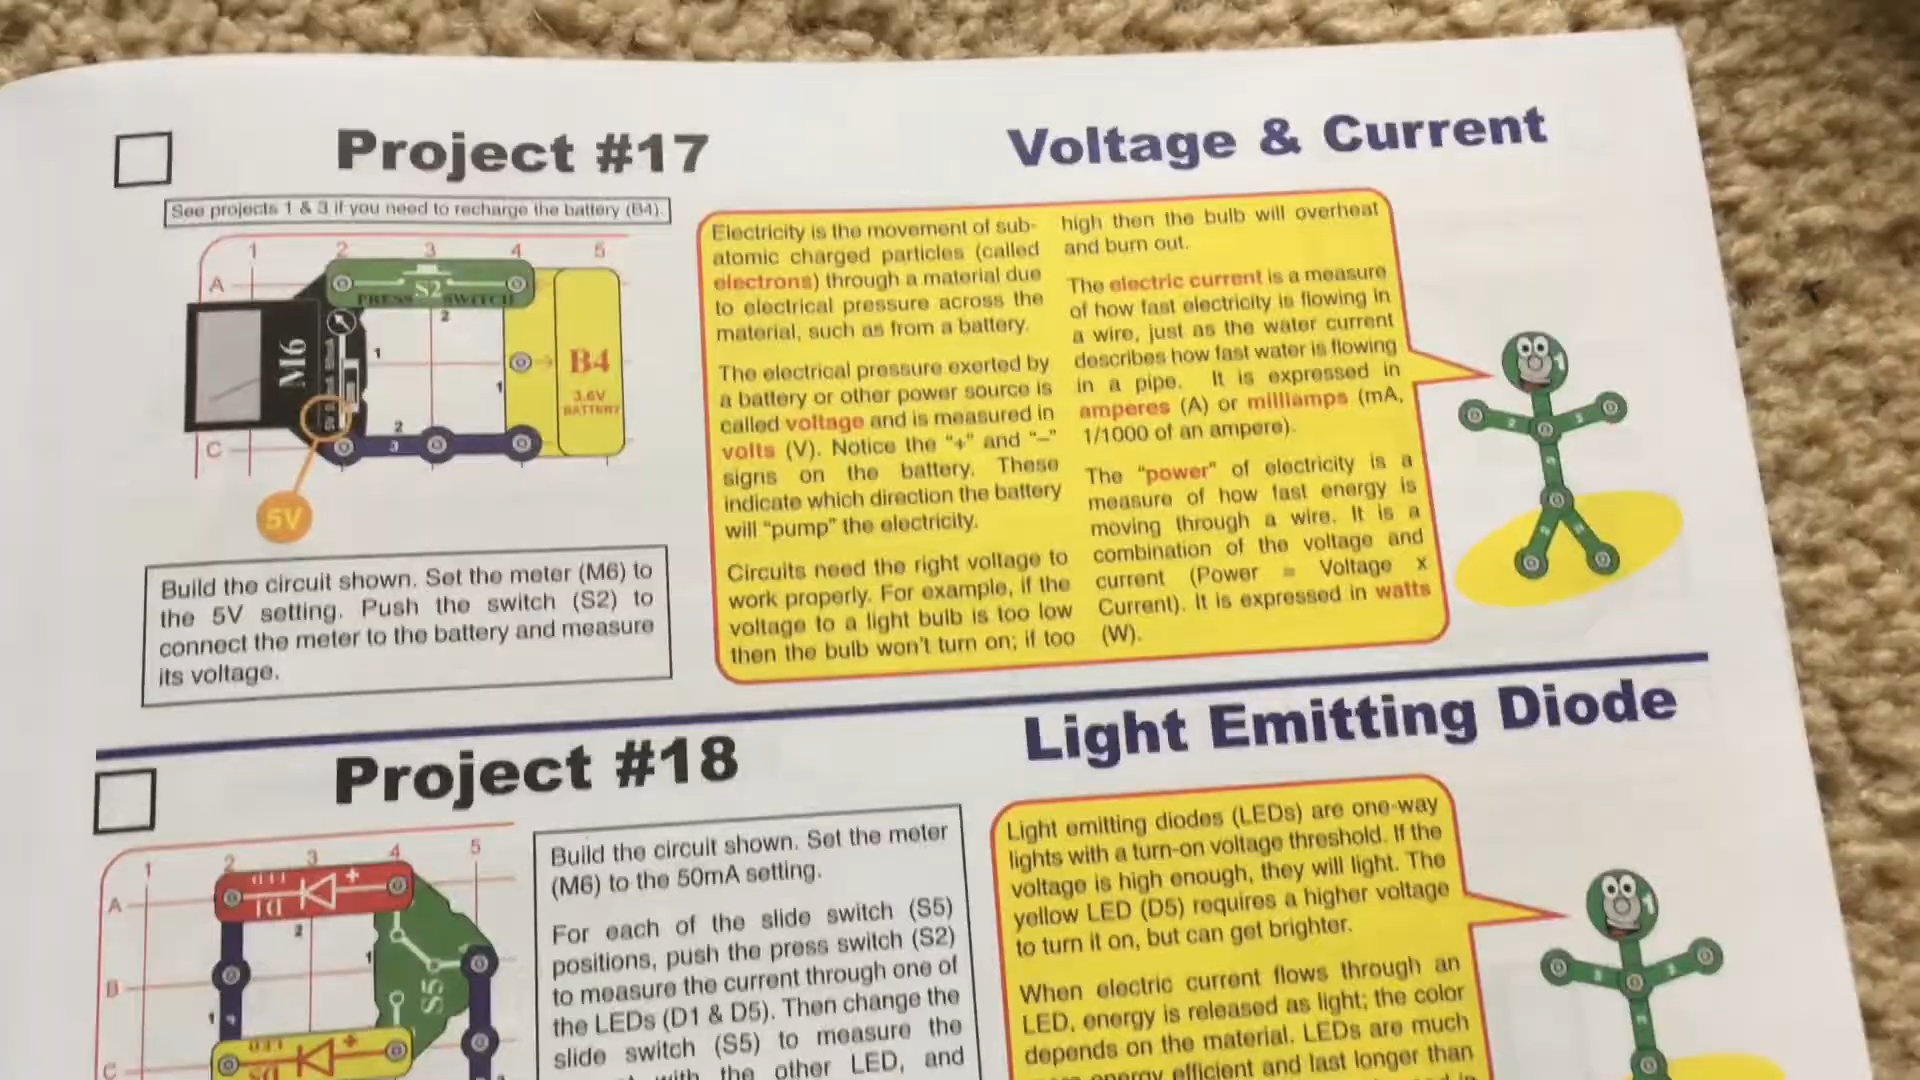 Project #17
Voltage & Current
See projects 1 & 3 if you need to recharge the battery (B4).
1 2 3 4 5
A
S2
PRESS SWITCH
2
M6
1
1
B4
3.6V
BATTERY
2
3
C
5V
Build the circuit shown. Set the meter (M6) to
the 5V setting. Push the switch (S2) to
connect the meter to the battery and measure
its voltage.
Electricity is the movement of sub-
atomic charged particles (called
electrons) through a material due
to electrical pressure across the
material, such as from a battery.
The electrical pressure exerted by
a battery or other power source is
called voltage and is measured in
volts (V). Notice the “+” and “–”
signs on the battery. These
indicate which direction the battery
will “pump” the electricity.
Circuits need the right voltage to
work properly. For example, if the
voltage to a light bulb is too low
then the bulb won't turn on; if too
high then the bulb will overheat
and burn out.
The electric current is a measure
of how fast electricity is flowing in
a wire, just as the water current
describes how fast water is flowing
in a pipe. It is expressed in
amperes (A) or milliamps (mA,
1/1000 of an ampere).
The “power” of electricity is a
measure of how fast energy is
moving through a wire. It is a
combination of the voltage and
current (Power = Voltage x
Current). It is expressed in watts
(W).
Project #18
Light Emitting Diode
1 2 3 4 5
A
LED
D1
+
2
1
B
S5
1
C
LED
D5
+
Build the circuit shown. Set the meter
(M6) to the 50mA setting.
For each of the slide switch (S5)
positions, push the press switch (S2)
to measure the current through one of
the LEDs (D1 & D5). Then change the
slide switch (S5) to measure the
with the other LED, and
Light emitting diodes (LEDs) are one-way
lights with a turn-on voltage threshold. If the
voltage is high enough, they will light. The
yellow LED (D5) requires a higher voltage
to turn it on, but can get brighter.
When electric current flows through an
LED, energy is released as light; the color
depends on the material. LEDs are much
energy efficient and last longer than